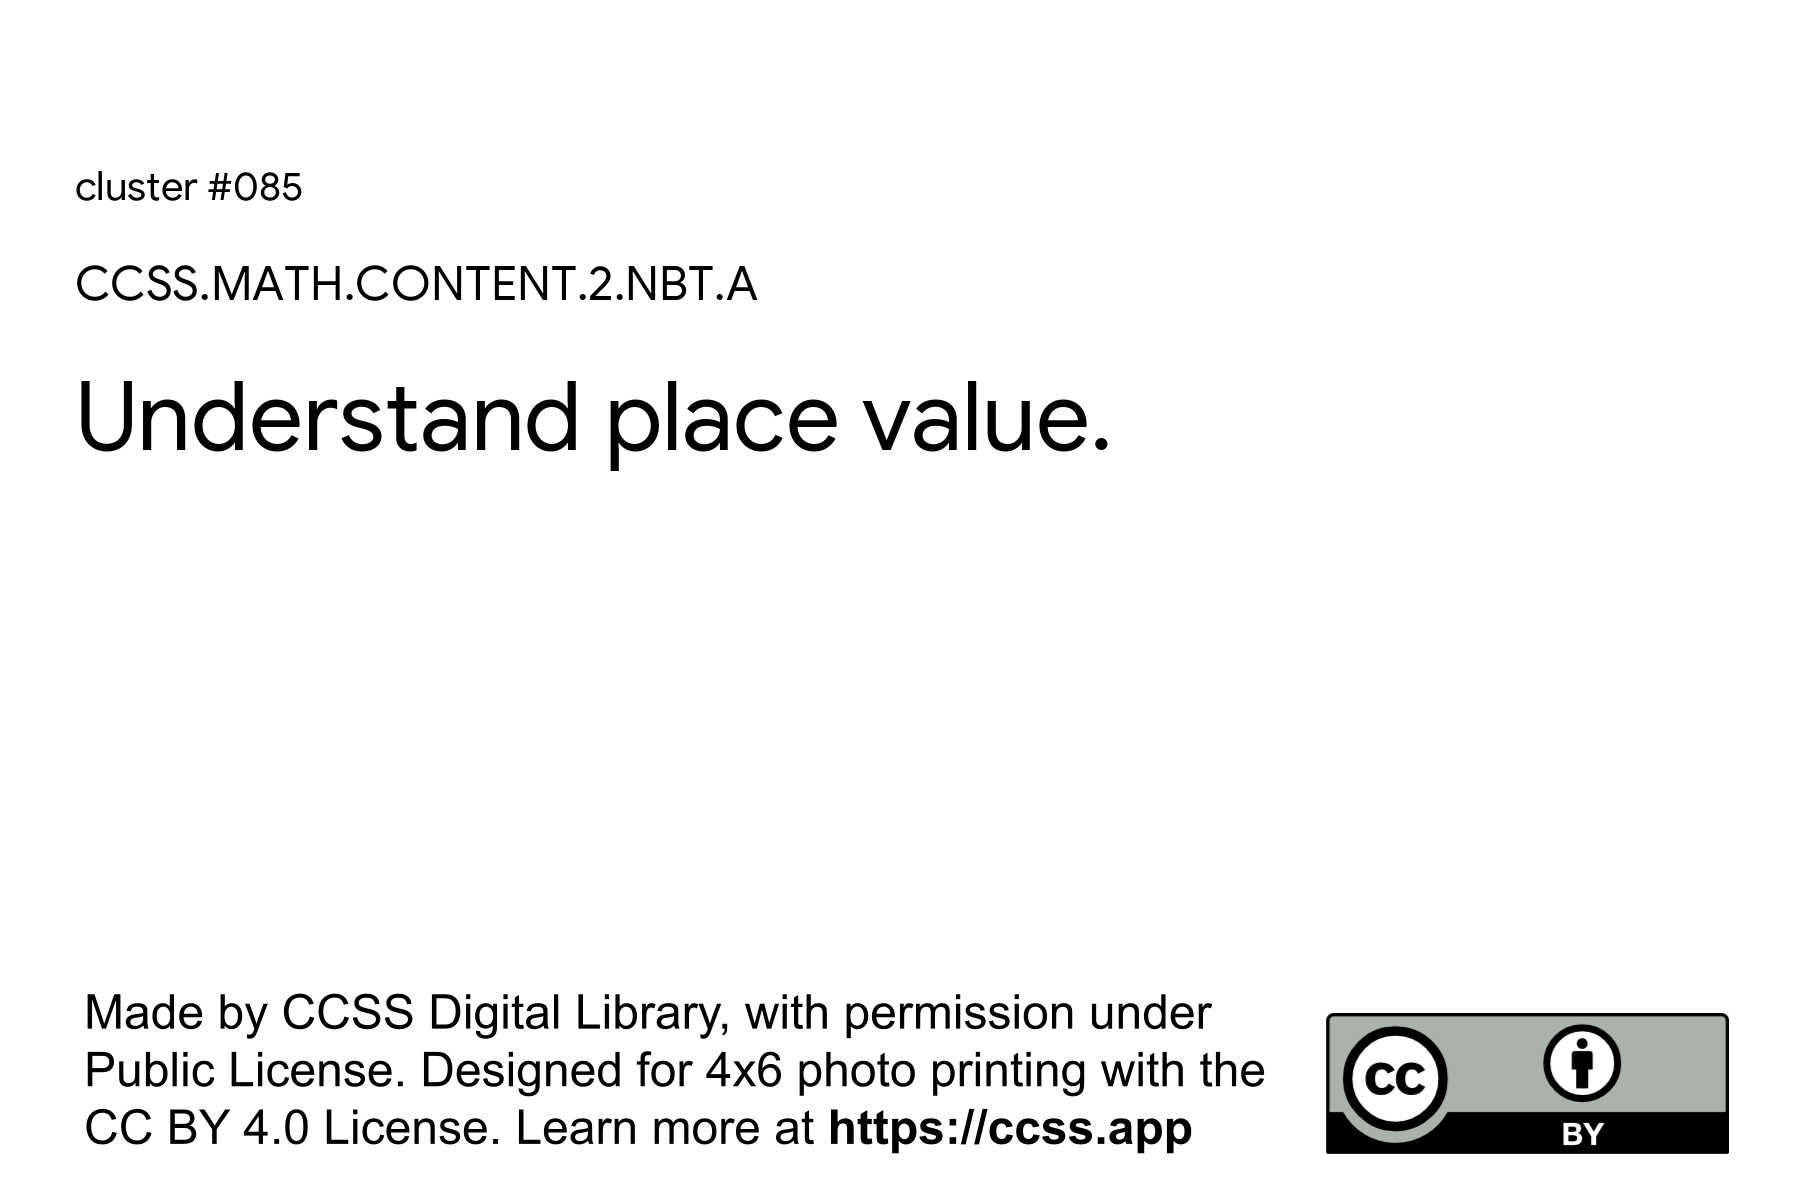 cluster #085
CCSS.MATH.CONTENT.2.NBT.A
Understand place value.
Made by CCSS Digital Library, with permission under
Public License. Designed for 4x6 photo printing with the
CC BY 4.0 License. Learn more at https://ccss.app
CC
BY